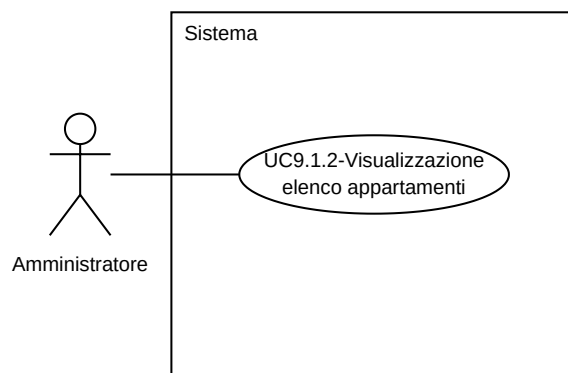 Sistema
UC9.1.2-Visualizzazione
elenco appartamenti
Amministratore